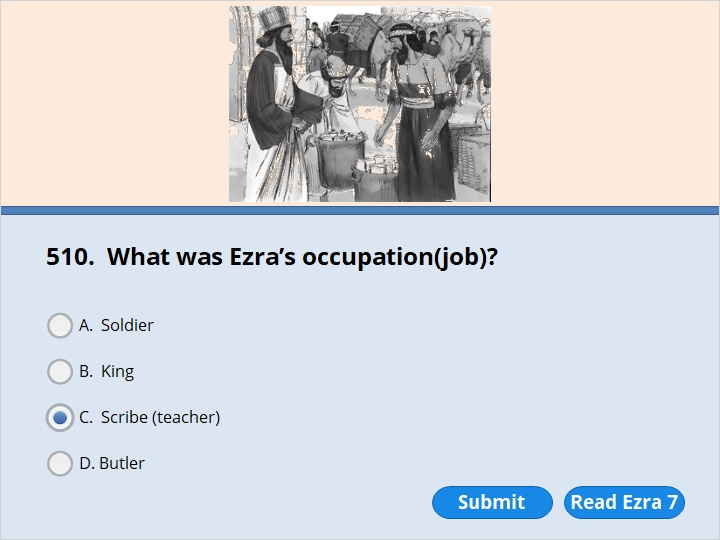 510.  What was Ezra’s occupation(job)?
A.  Soldier
B.  King
C.  Scribe (teacher)
D. Butler
Submit
Read Ezra 7